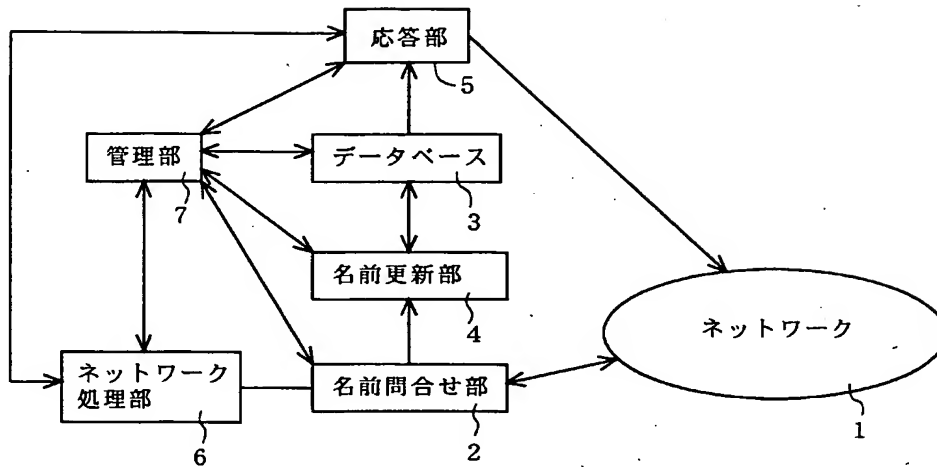 応答部
5
管理部
7
データベース
3
名前更新部
4
ネットワーク
1
ネットワーク
処理部
6
名前問合せ部
2